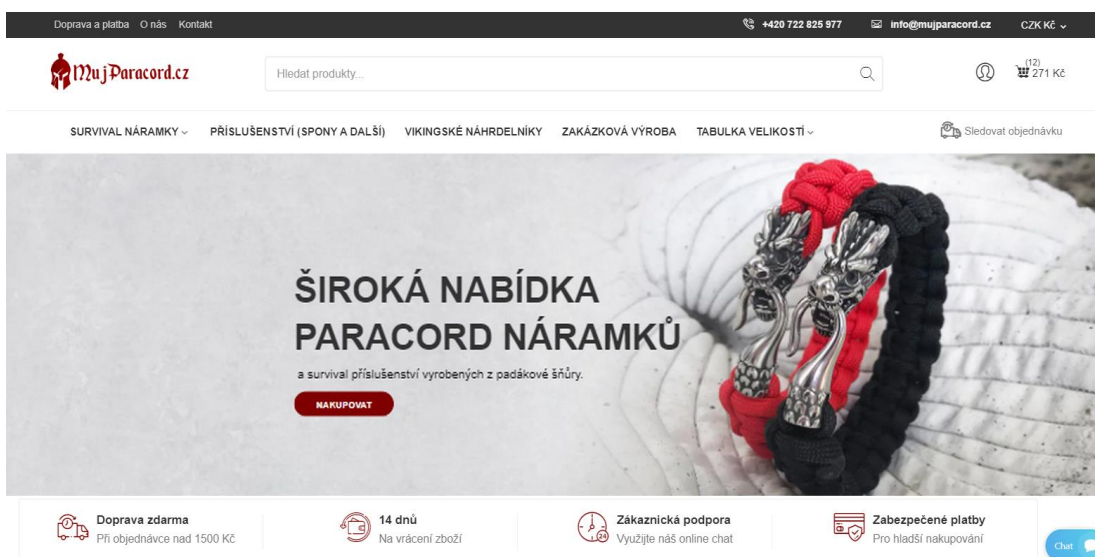 Doprava a platba O nás Kontakt +420 722 825 977 info@mujparacord.cz CZK Kč
MujParacord.cz Hledat produkty... (12) 271 Kč
SURVIVAL NÁRAMKY PŘÍSLUŠENSTVÍ (SPONY A DALŠÍ) VIKINGSKÉ NÁHRDELNÍKY ZAKÁZKOVÁ VÝROBA TABULKA VELIKOSTÍ Sledovat objednávku
ŠIROKÁ NABÍDKA
PARACORD NÁRAMKŮ
a survival příslušenství vyrobených z padákové šňůry.
NAKUPOVAT
Doprava zdarma
Při objednávce nad 1500 Kč
14 dnů
Na vrácení zboží
24
Zákaznická podpora
Využijte náš online chat
Zabezpečené platby
Pro hladší nakupování
Chat